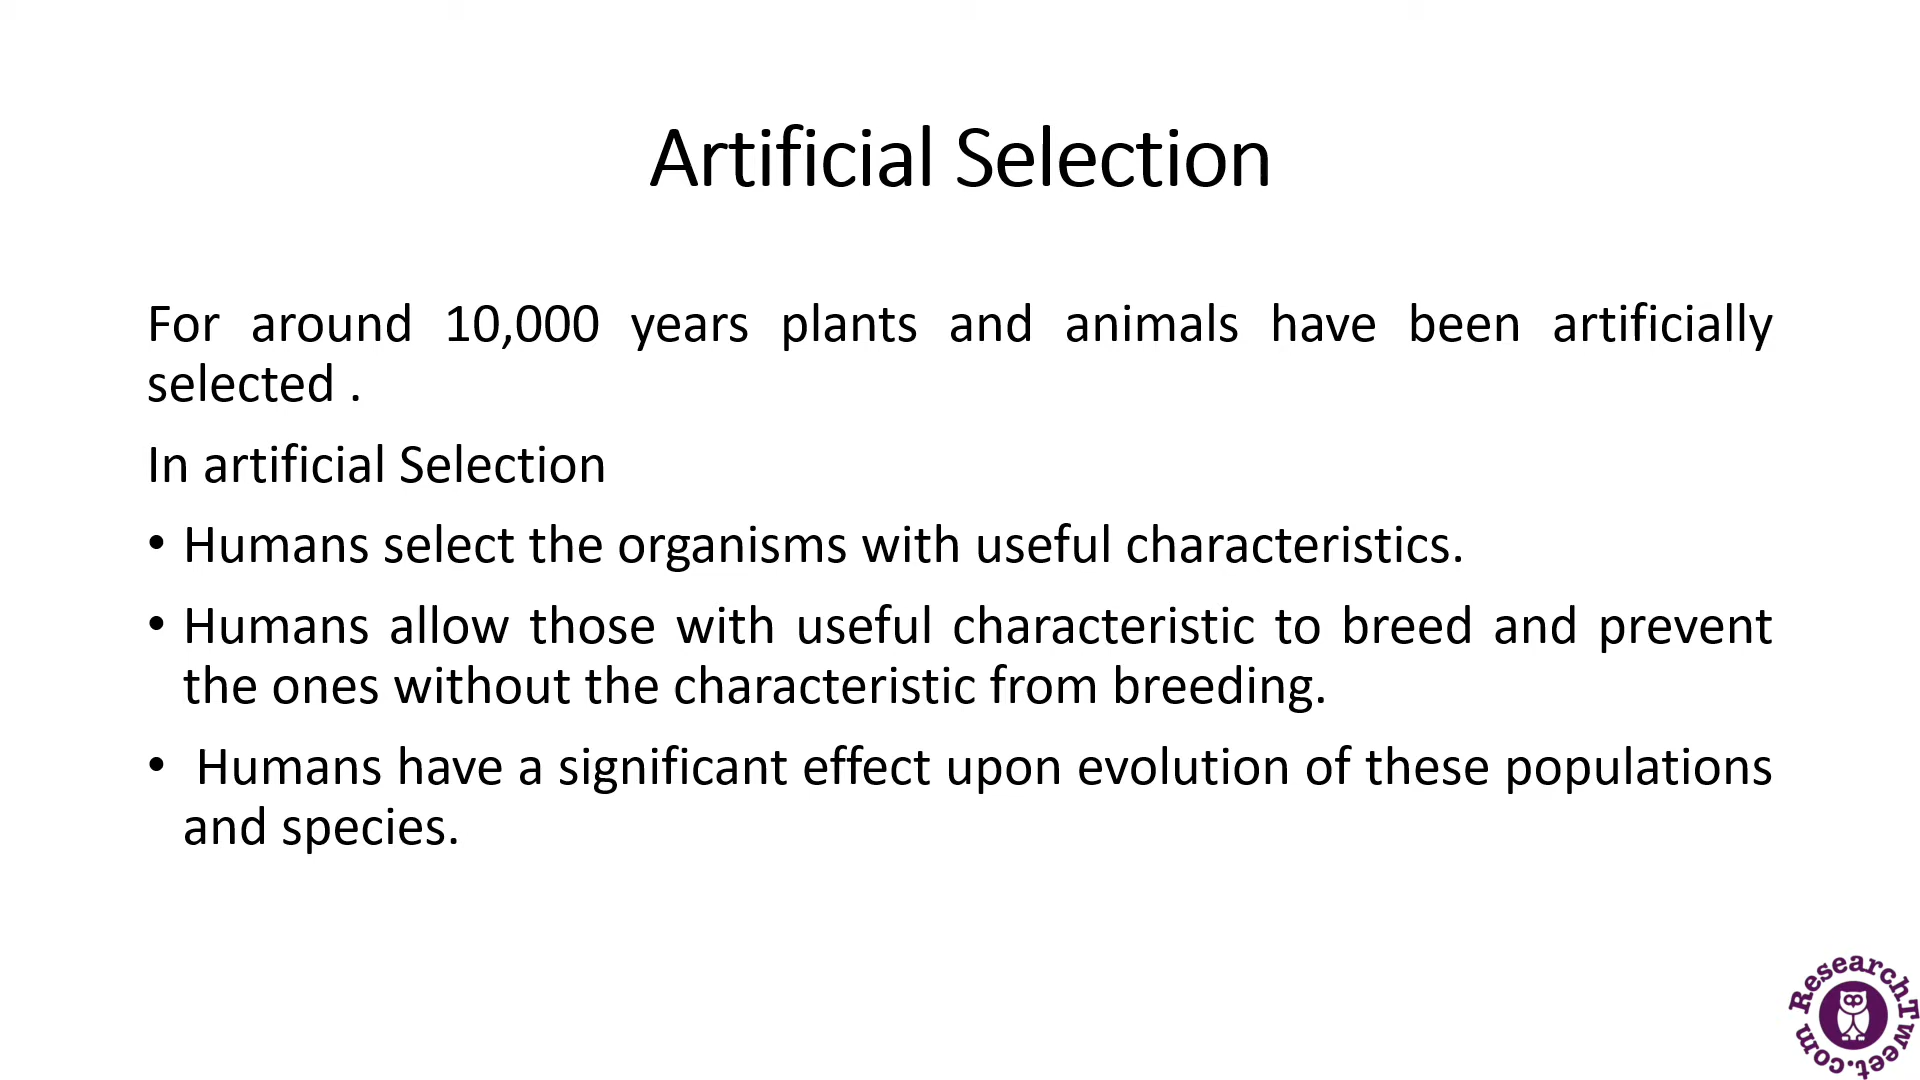 Artificial Selection
For around 10,000 years plants and animals have been artificially
selected .
In artificial Selection
• Humans select the organisms with useful characteristics.
• Humans allow those with useful characteristic to breed and prevent
the ones without the characteristic from breeding.
• Humans have a significant effect upon evolution of these populations
and species.
ResearchTweet.com